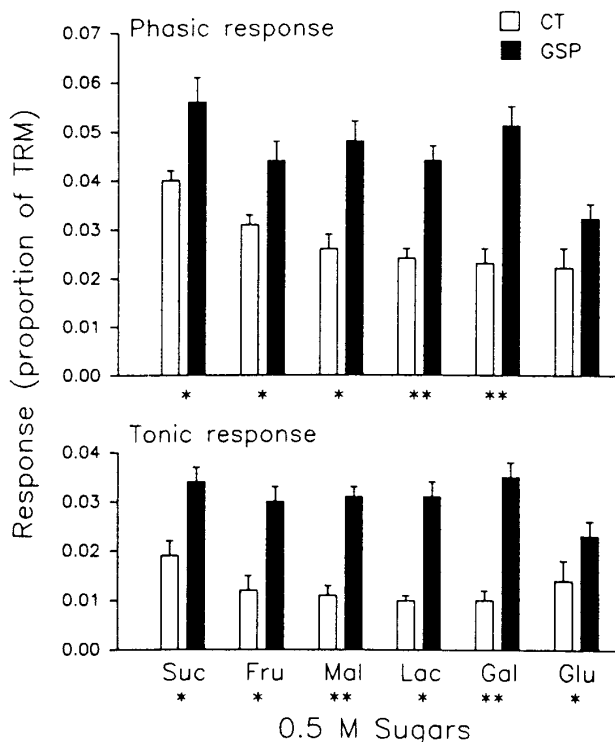 CT
GSP
Phasic response
0.07
0.06
0.05
0.04
0.03
0.02
0.01
0.00
* * * ** **
Response (proportion of TRM)
Tonic response
0.04
0.03
0.02
0.01
0.00
Suc Fru Mal Lac Gal Glu
* * ** * ** *
0.5 M Sugars